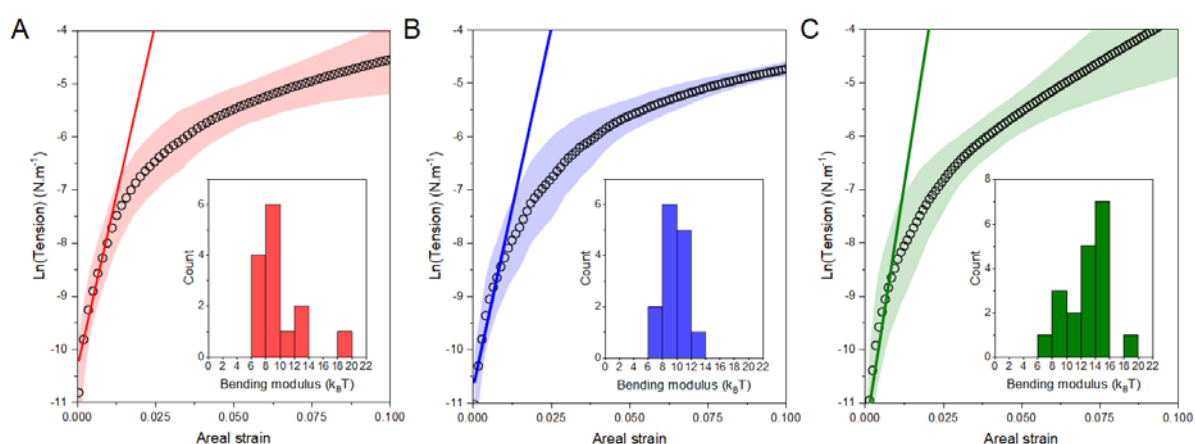 A
B
C
-4
-5
-6
-7
-8
-9
-10
-11
Ln(Tension) (N.m⁻¹)
0.000 0.025 0.050 0.075 0.100
Areal strain
6
4
2
0
Count
0 2 4 6 8 10 12 14 16 18 20 22
Bending modulus (k_BT)
-4
-5
-6
-7
-8
-9
-10
-11
Ln(Tension) (N.m⁻¹)
0.000 0.025 0.050 0.075 0.100
Areal strain
6
4
2
0
Count
0 2 4 6 8 10 12 14 16 18 20 22
Bending modulus (k_BT)
-4
-5
-6
-7
-8
-9
-10
-11
Ln(Tension) (N.m⁻¹)
0.000 0.025 0.050 0.075 0.100
Areal strain
8
6
4
2
0
Count
0 2 4 6 8 10 12 14 16 18 20 22
Bending modulus (k_BT)